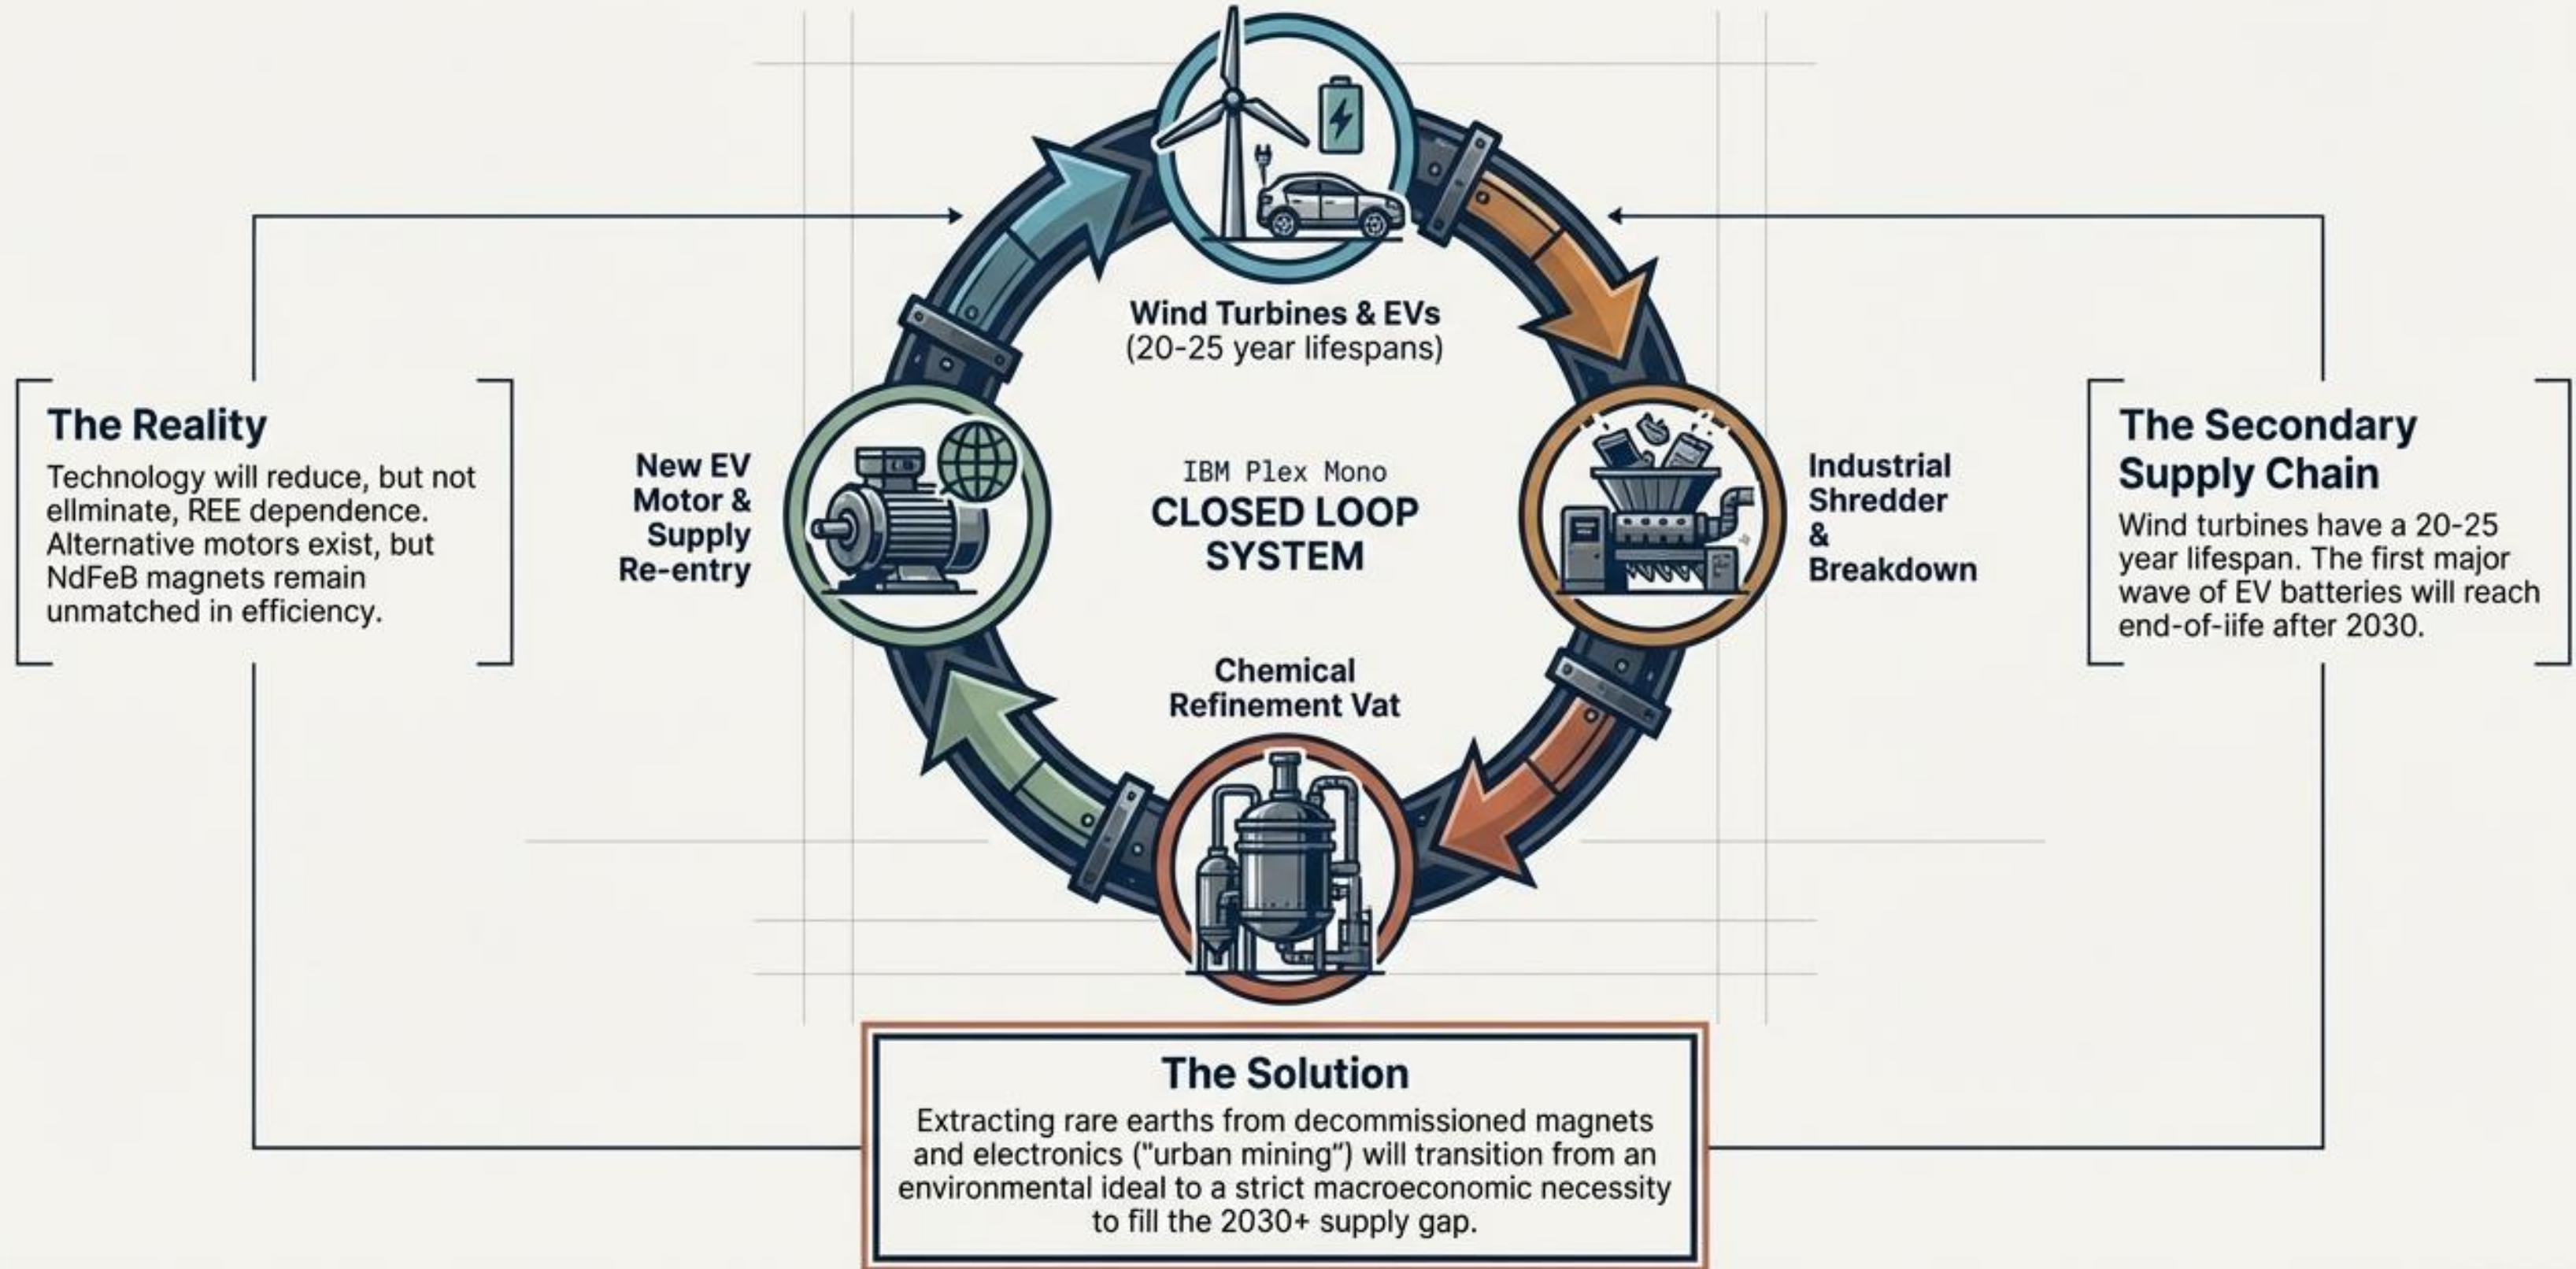 Wind Turbines & EVs
(20-25 year lifespans)
The Reality
Technology will reduce, but not
ellminate, REE dependence.
Alternative motors exist, but
NdFeB magnets remain
unmatched in efficiency.
New EV
Motor &
Supply
Re-entry
IBM Plex Mono
CLOSED LOOP
SYSTEM
Industrial
Shredder
&
Breakdown
The Secondary
Supply Chain
Wind turbines have a 20-25
year lifespan. The first major
wave of EV batteries will reach
end-of-iife after 2030.
Chemical
Refinement Vat
The Solution
Extracting rare earths from decommissioned magnets
and electronics ("urban mining") will transition from an
environmental ideal to a strict macroeconomic necessity
to fill the 2030+ supply gap.